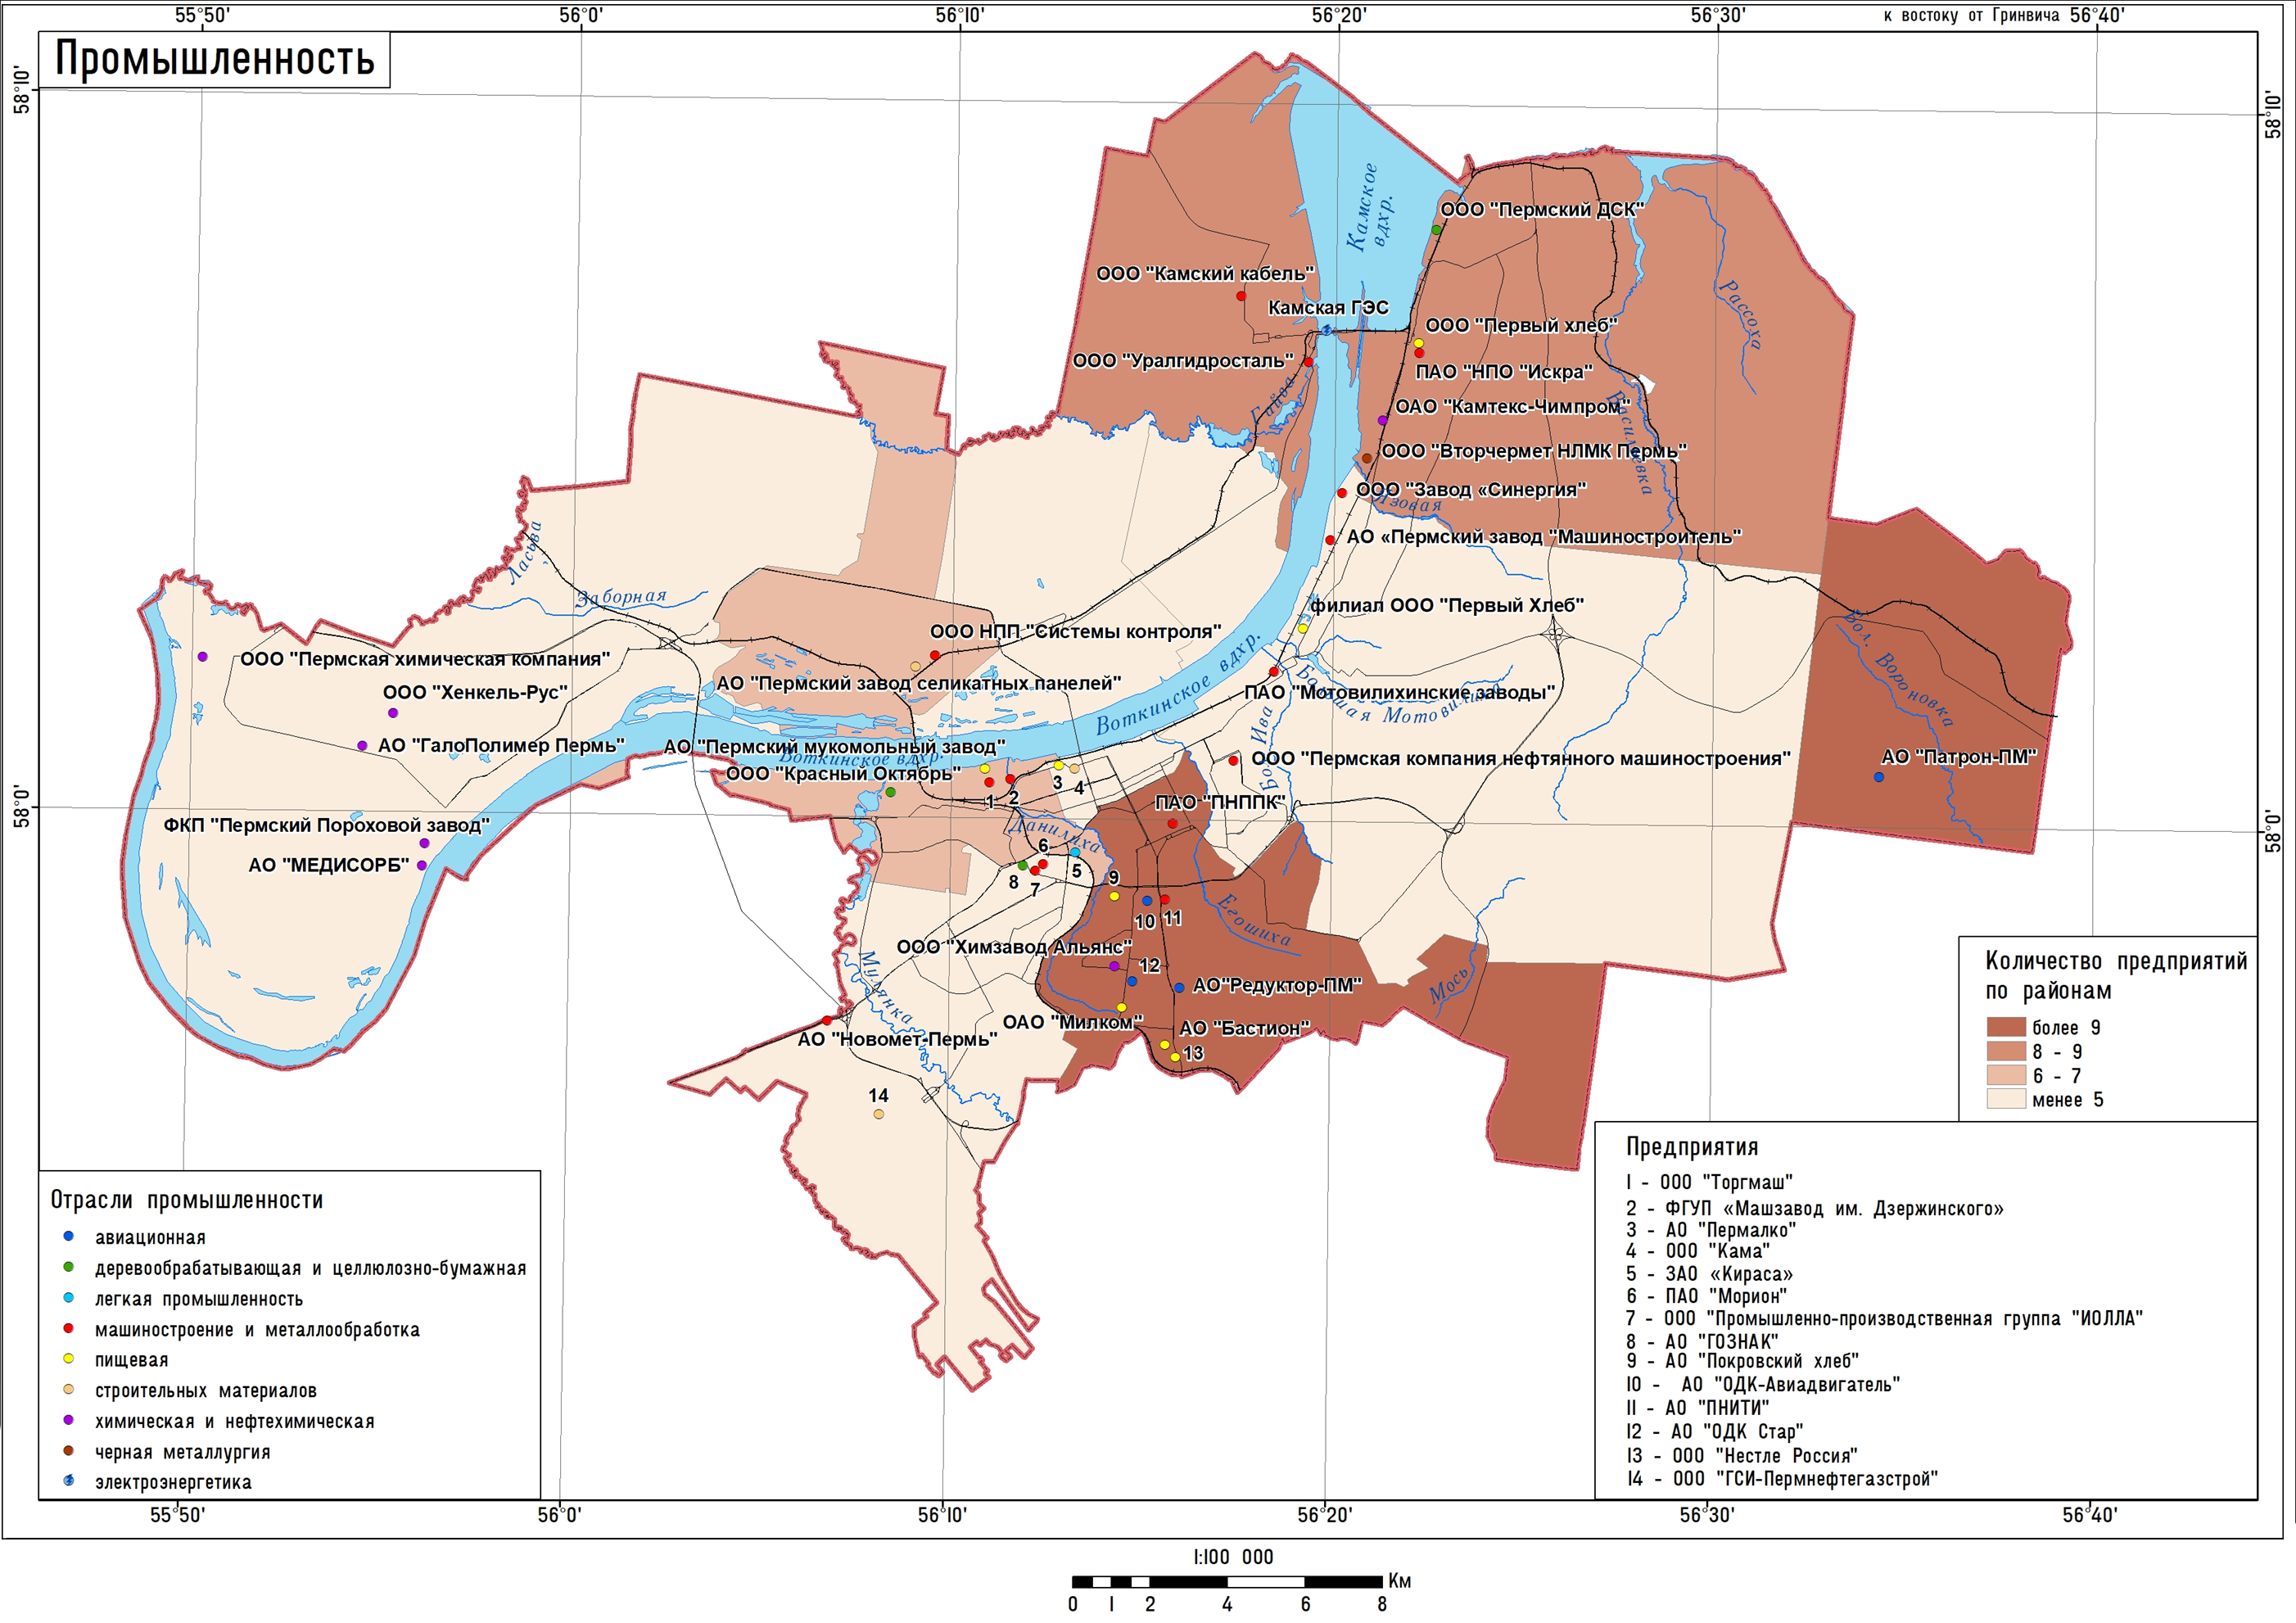 55°50'
56°0'
56°10'
56°20'
56°30'
к востоку от Гринвича 56°40'
Промышленность
58°10'
58°10'
Камское
вдхр.
ООО "Пермский ДСК"
ООО "Камский кабель"
Камская ГЭС
Рассоха
ООО "Первый хлеб"
ООО "Уралгидросталь"
ПАО "НПО "Искра"
Гайва
ОАО "Камтекс-Чимпром"
Васильевка
ООО "Вторчермет НЛМК Пермь"
ООО "Завод «Синергия"
Язовая
АО «Пермский завод "Машиностроитель"
Ласьва
Заборная
филиал ООО "Первый Хлеб"
ООО НПП "Системы контроля"
Бол. Вороновка
ООО "Пермская химическая компания"
АО "Пермский завод селикатных панелей"
ООО "Хенкель-Рус"
ПАО "Мотовилихинские заводы"
Большая Мотовилиха
Воткинское вдхр.
АО "ГалоПолимер Пермь"
АО "Пермский мукомольный завод"
Воткинское вдхр.
Бол. Ива
ООО "Пермская компания нефтянного машиностроения"
АО "Патрон-ПМ"
ООО "Красный Октябрь"
1
2
3
4
ПАО "ПНППК"
58°0'
58°0'
ФКП "Пермский Пороховой завод"
Данилиха
6
АО "МЕДИСОРБ"
8
7
5
9
10
11
Егошиха
ООО "Химзавод Альянс"
12
Мулянка
АО"Редуктор-ПМ"
Мось
ОАО "Милком"
АО "Бастион"
АО "Новомет-Пермь"
13
14
Количество предприятий
по районам
более 9
8 - 9
6 - 7
менее 5
Предприятия
1 - ООО "Торгмаш"
2 - ФГУП «Машзавод им. Дзержинского»
3 - АО "Пермалко"
4 - ООО "Кама"
5 - ЗАО «Кираса»
6 - ПАО "Морион"
7 - ООО "Промышленно-производственная группа "ИОЛЛА"
8 - АО "ГОЗНАК"
9 - АО "Покровский хлеб"
10 - АО "ОДК-Авиадвигатель"
11 - АО "ПНИТИ"
12 - АО "ОДК Стар"
13 - ООО "Нестле Россия"
14 - ООО "ГСИ-Пермнефтегазстрой"
Отрасли промышленности
авиационная
деревообрабатывающая и целлюлозно-бумажная
легкая промышленность
машиностроение и металлообработка
пищевая
строительных материалов
химическая и нефтехимическая
черная металлургия
электроэнергетика
55°50'
56°0'
56°10'
56°20'
56°30'
56°40'
1:100 000
Км
0 1 2 4 6 8